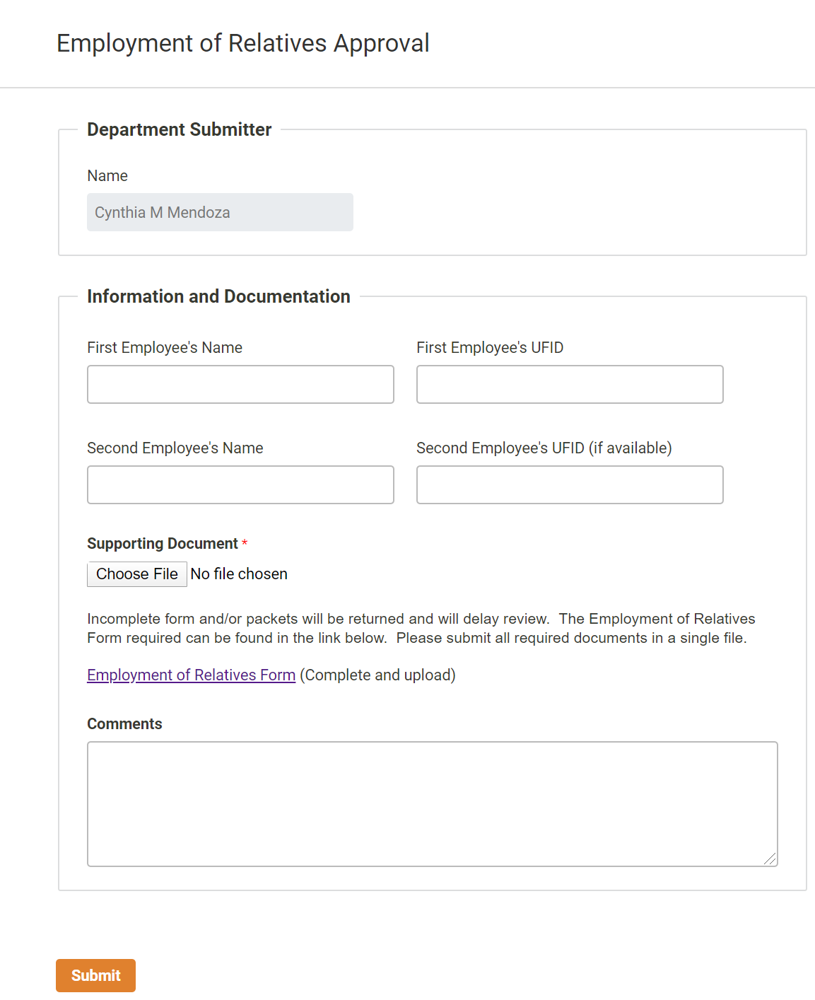 Employment of Relatives Approval
Department Submitter
Name
Cynthia M Mendoza
Information and Documentation
First Employee's Name
First Employee's UFID
Second Employee's Name
Second Employee's UFID (if available)
Supporting Document *
Choose File No file chosen
Incomplete form and/or packets will be returned and will delay review.  The Employment of Relatives
Form required can be found in the link below.  Please submit all required documents in a single file.
Employment of Relatives Form (Complete and upload)
Comments
Submit